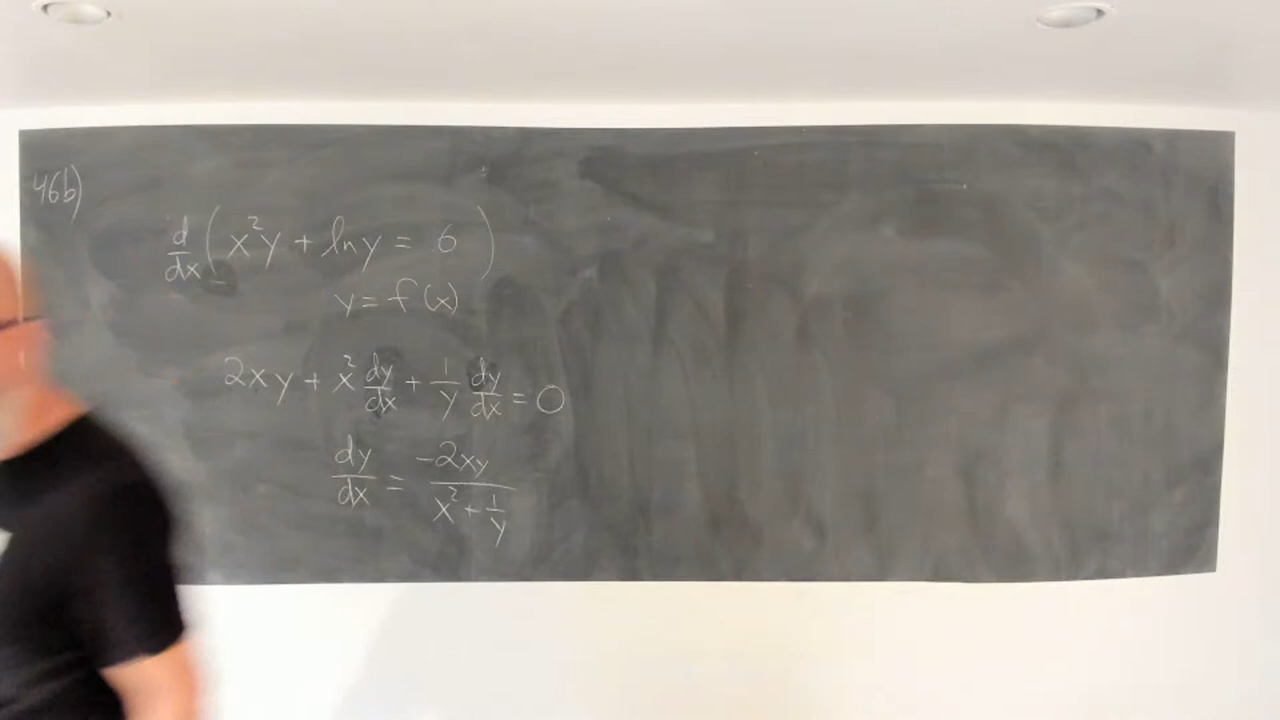 46b)
d/dx (x²y + ln y = 6)
y = f(x)
2xy + x² dy/dx + 1/y dy/dx = 0
dy/dx = -2xy / (x² + 1/y)